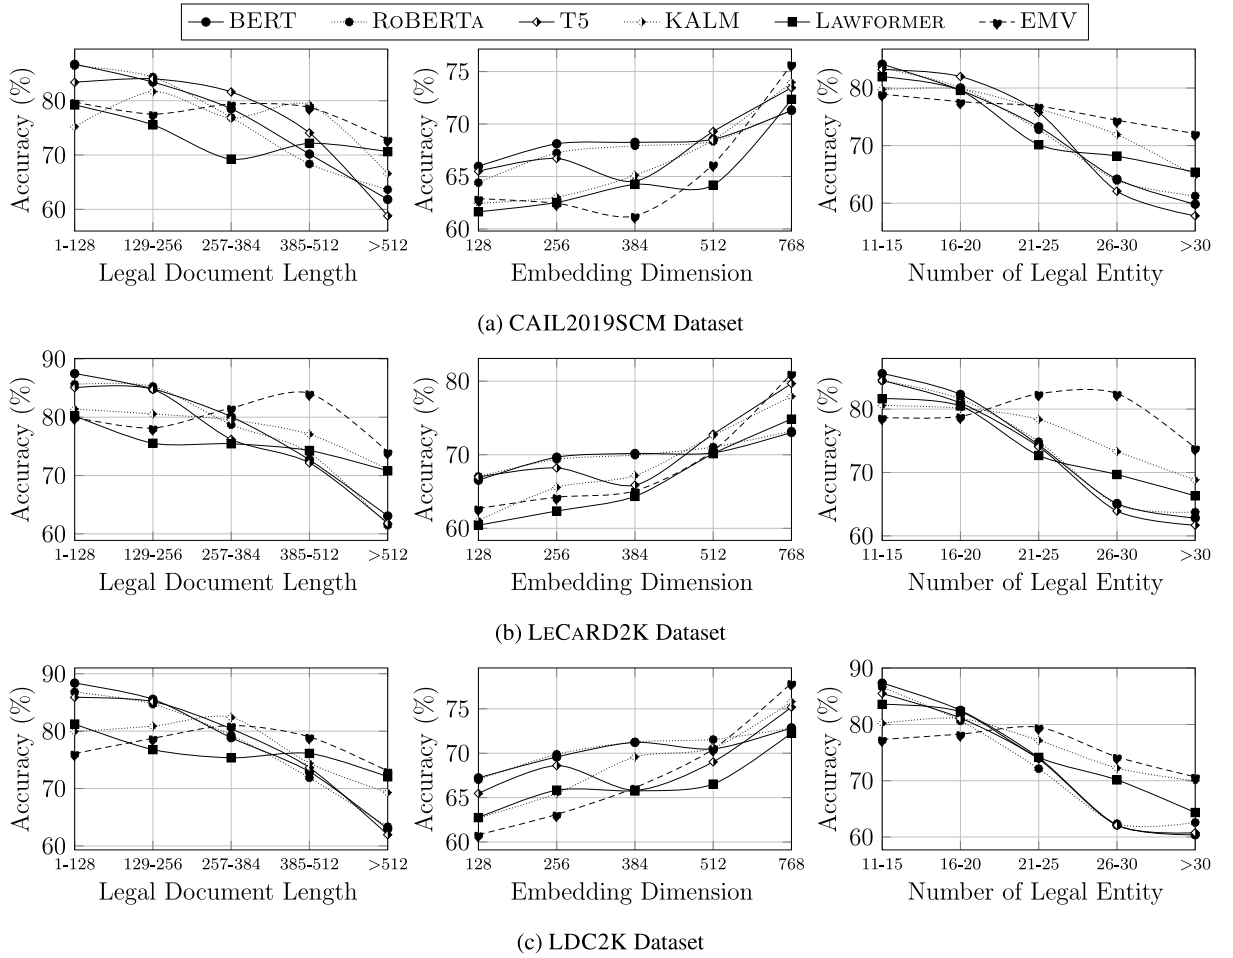 BERT RoBERTa T5 KALM Lawformer EMV
Accuracy (%)
80
70
60
1-128 129-256 257-384 385-512 >512
Legal Document Length
Accuracy (%)
75
70
65
60
128 256 384 512 768
Embedding Dimension
Accuracy (%)
80
70
60
11-15 16-20 21-25 26-30 >30
Number of Legal Entity
(a) CAIL2019SCM Dataset
Accuracy (%)
90
80
70
60
1-128 129-256 257-384 385-512 >512
Legal Document Length
Accuracy (%)
80
70
60
128 256 384 512 768
Embedding Dimension
Accuracy (%)
80
70
60
11-15 16-20 21-25 26-30 >30
Number of Legal Entity
(b) LeCaRD2K Dataset
Accuracy (%)
90
80
70
60
1-128 129-256 257-384 385-512 >512
Legal Document Length
Accuracy (%)
75
70
65
60
128 256 384 512 768
Embedding Dimension
Accuracy (%)
90
80
70
60
11-15 16-20 21-25 26-30 >30
Number of Legal Entity
(c) LDC2K Dataset